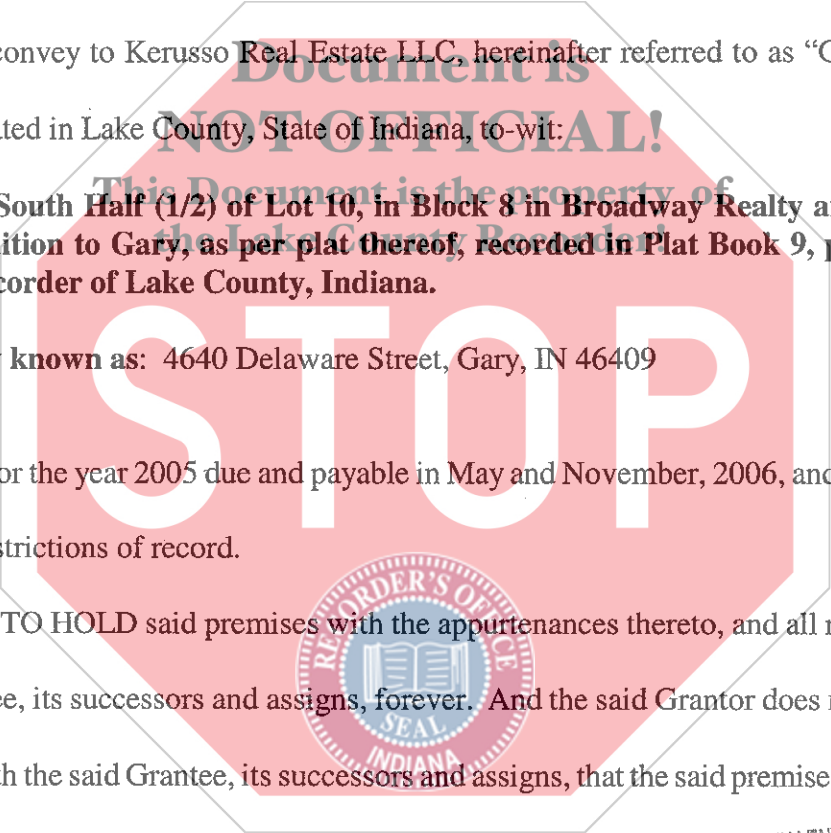 convey to Kerusso Real Estate LLC, hereinafter referred to as “G
Document is
ted in Lake County, State of Indiana, to-wit:
NOT OFFICIAL!
This Document is the property of
South Half (1/2) of Lot 10, in Block 8 in Broadway Realty a
the Lake County Recorder!
ition to Gary, as per plat thereof, recorded in Plat Book 9, p
corder of Lake County, Indiana.
STOP
known as: 4640 Delaware Street, Gary, IN 46409
or the year 2005 due and payable in May and November, 2006, and
strictions of record.
RECORDER'S OFFICE
TO HOLD said premises with the appurtenances thereto, and all
ee, its successors and assigns, forever. And the said Grantor does
SEAL
INDIANA
th the said Grantee, its successors and assigns, that the said premise